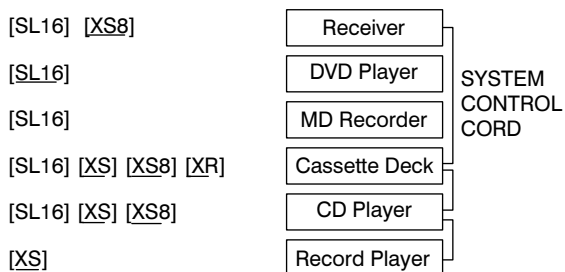 [SL16] [XS8] Receiver
[SL16] DVD Player
SYSTEM
CONTROL
CORD
[SL16] MD Recorder
[SL16] [XS] [XS8] [XR] Cassette Deck
[SL16] [XS] [XS8] CD Player
[XS] Record Player